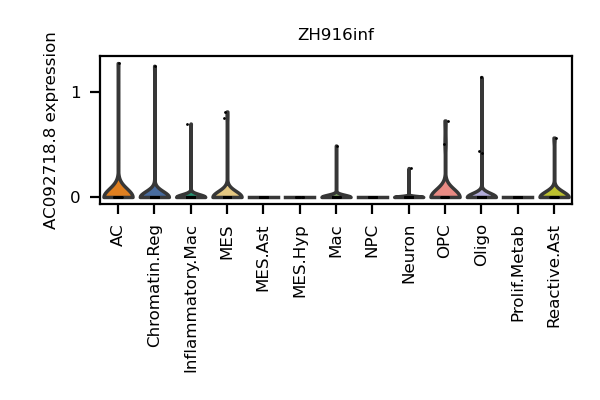 ZH916inf
AC092718.8 expression
1
0
AC
Chromatin.Reg
Inflammatory.Mac
MES
MES.Ast
MES.Hyp
Mac
NPC
Neuron
OPC
Oligo
Prolif.Metab
Reactive.Ast